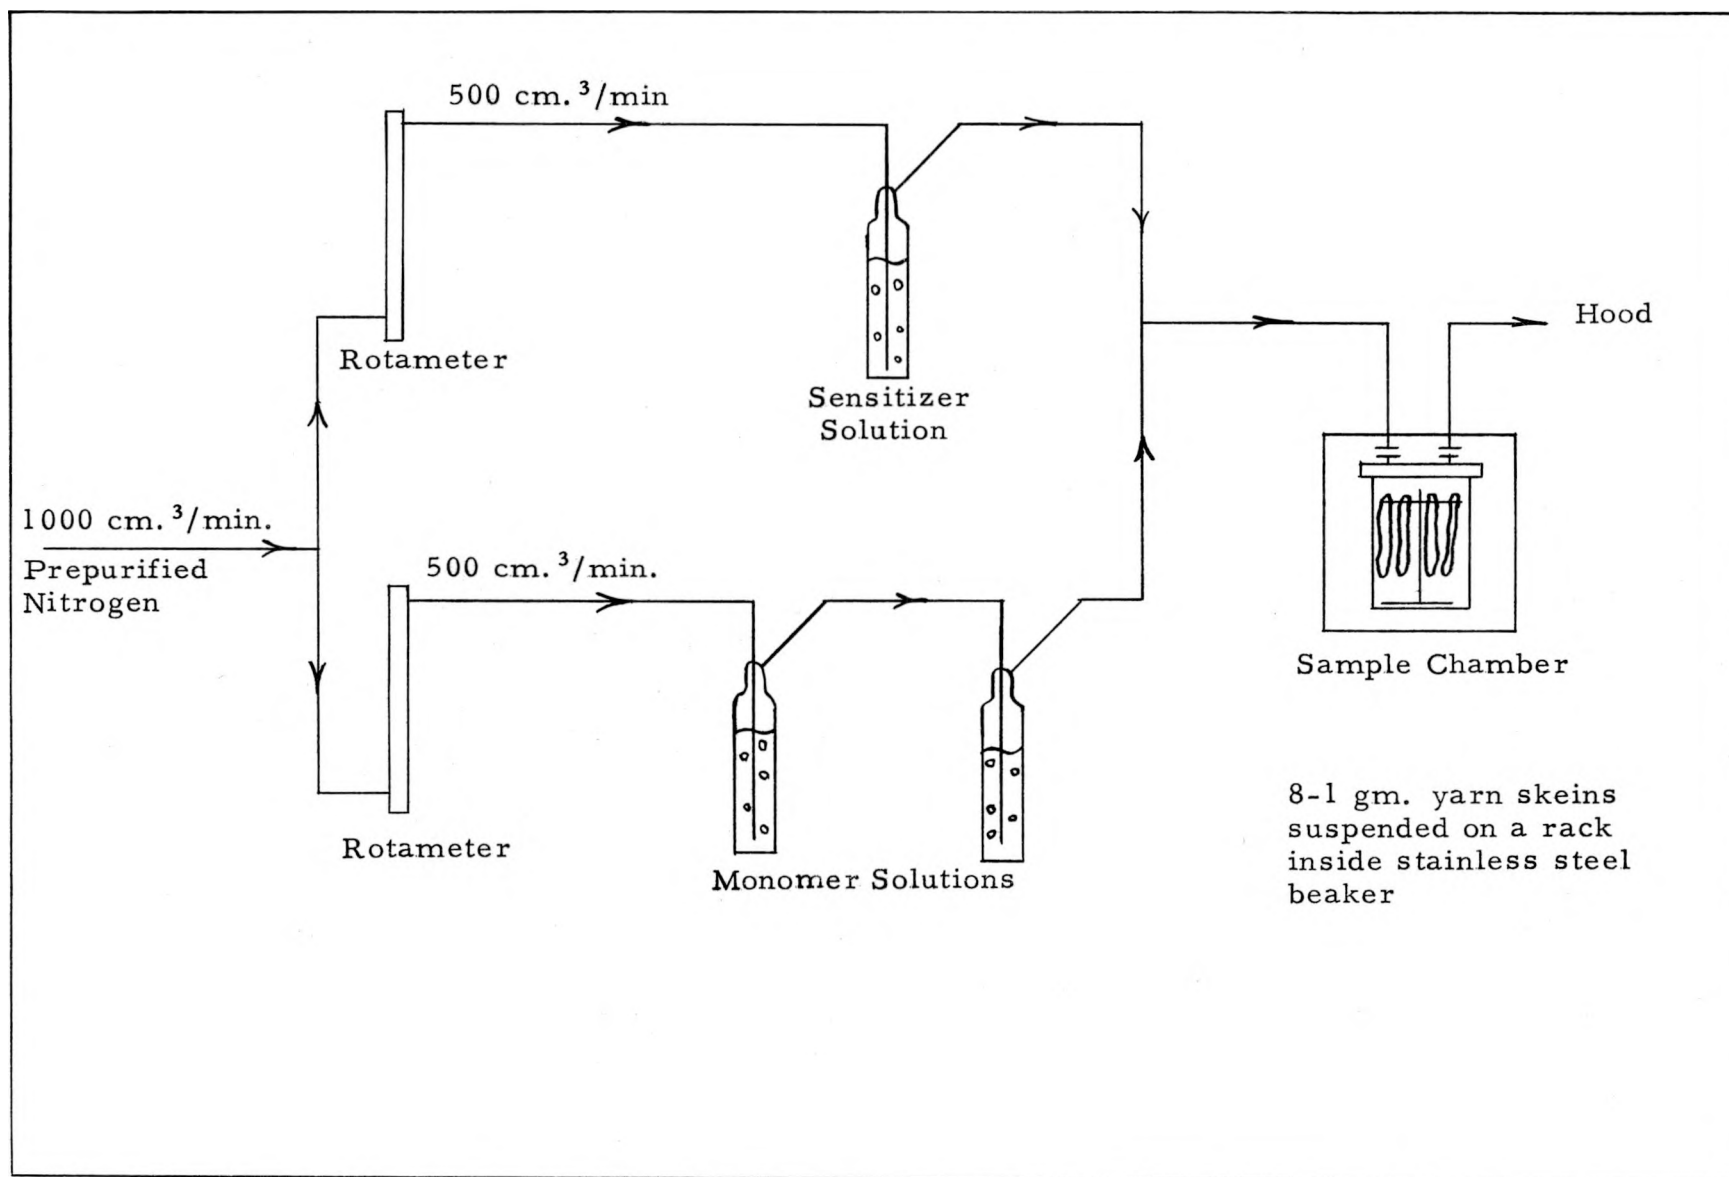 500 cm.³/min
Rotameter
Sensitizer
Solution
Hood
1000 cm.³/min.
Prepurified
Nitrogen
500 cm.³/min.
Rotameter
Monomer Solutions
Sample Chamber
8-1 gm. yarn skeins
suspended on a rack
inside stainless steel
beaker